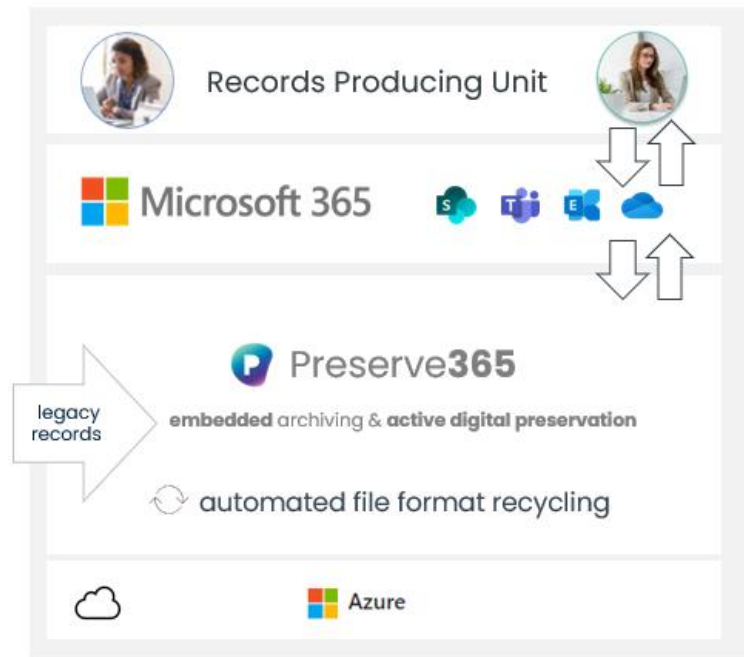 Records Producing Unit
Microsoft 365
S
E
Preserve365
legacy
records
embedded archiving & active digital preservation
automated file format recycling
Azure